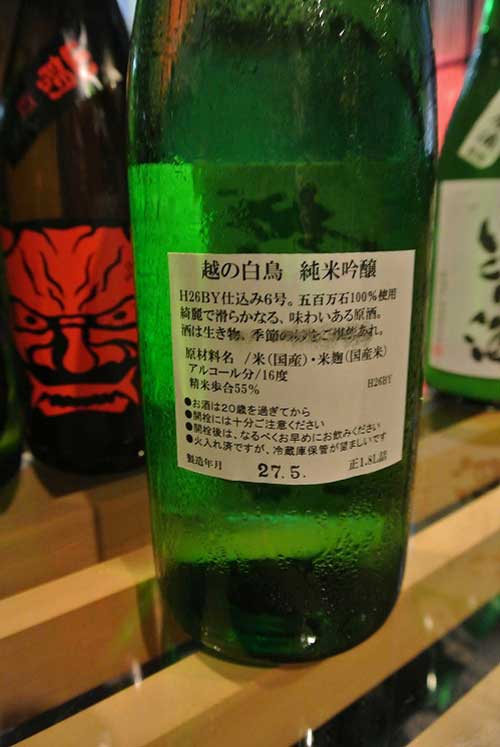 越の白鳥 純米吟醸
H26BY仕込み6号。五百万石100%使用
綺麗で滑らかなる、味わいある原酒。
酒は生き物、季節の
原材料名 /米(国産)・米麹(国産米)
アルコール分/16度
精米歩合55% H26BY
●お酒は20歳を過ぎてから
●開栓には十分ご注意ください
●開栓後は、なるべくお早めにお飲みください
●火入れ済ですが、冷蔵庫保管が望ましいです
製造年月 27.5. 正1.8L詰